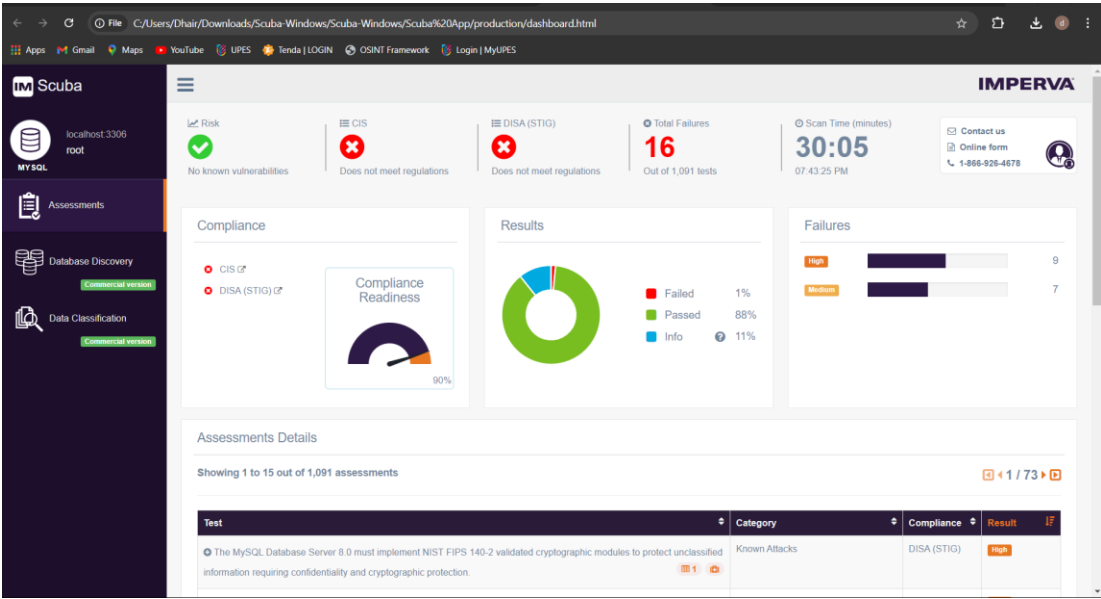 File C:/Users/Dhair/Downloads/Scuba-Windows/Scuba-Windows/Scuba%20App/production/dashboard.html
d
Apps Gmail Maps YouTube UPES Tenda | LOGIN OSINT Framework Login | MyUPES
IM Scuba
IMPERVA
localhost:3306
root
MYSQL
Assessments
Database Discovery
Commercial version
Data Classification
Commercial version
Risk
No known vulnerabilities
CIS
Does not meet regulations
DISA (STIG)
Does not meet regulations
Total Failures
16
Out of 1,091 tests
Scan Time (minutes)
30:05
07:43:25 PM
Contact us
Online form
1-866-926-4678
Compliance
CIS
DISA (STIG)
Compliance
Readiness
90%
Results
Failed 1%
Passed 88%
Info 11%
Failures
High 9
Medium 7
Assessments Details
Showing 1 to 15 out of 1,091 assessments
1 / 73
Test Category Compliance Result
The MySQL Database Server 8.0 must implement NIST FIPS 140-2 validated cryptographic modules to protect unclassified Known Attacks DISA (STIG) High
information requiring confidentiality and cryptographic protection. 1